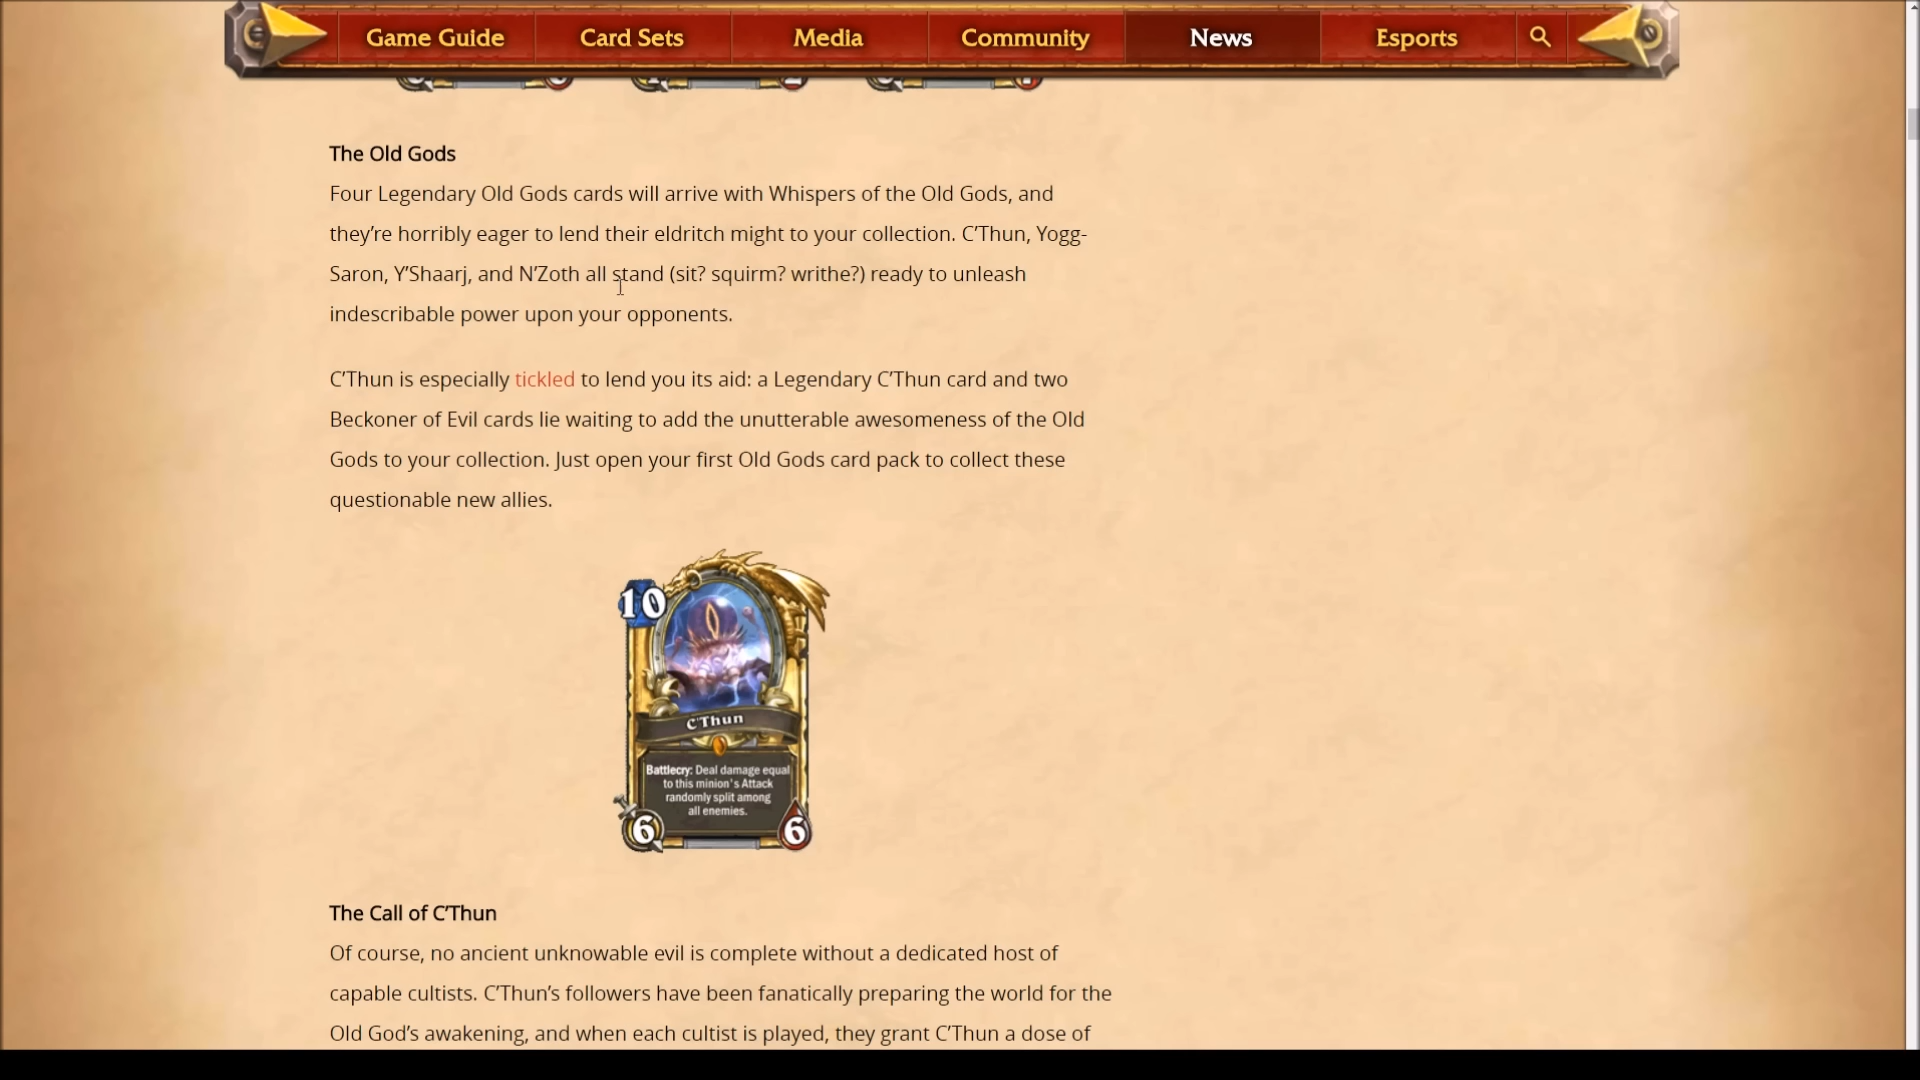 Game Guide
Card Sets
Media
Community
News
Esports
The Old Gods
Four Legendary Old Gods cards will arrive with Whispers of the Old Gods, and
they’re horribly eager to lend their eldritch might to your collection. C’Thun, Yogg-
Saron, Y’Shaarj, and N’Zoth all stand (sit? squirm? writhe?) ready to unleash
indescribable power upon your opponents.
C’Thun is especially tickled to lend you its aid: a Legendary C’Thun card and two
Beckoner of Evil cards lie waiting to add the unutterable awesomeness of the Old
Gods to your collection. Just open your first Old Gods card pack to collect these
questionable new allies.
10
C'Thun
Battlecry: Deal damage equal
to this minion's Attack
randomly split among
all enemies.
6
6
The Call of C’Thun
Of course, no ancient unknowable evil is complete without a dedicated host of
capable cultists. C’Thun’s followers have been fanatically preparing the world for the
Old God’s awakening, and when each cultist is played, they grant C’Thun a dose of